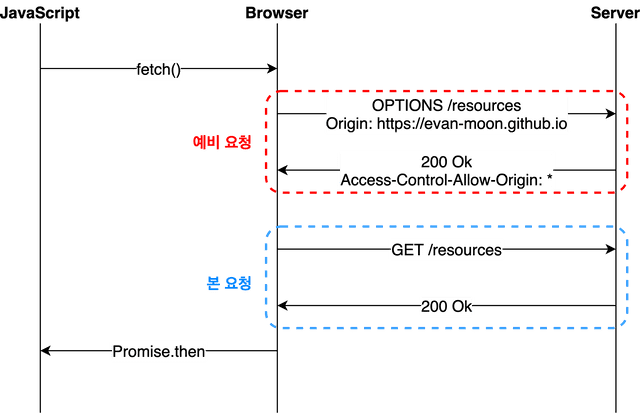 JavaScript
Browser
Server
fetch()
OPTIONS /resources
Origin: https://evan-moon.github.io
예비 요청
200 Ok
Access-Control-Allow-Origin: *
GET /resources
본 요청
200 Ok
Promise.then